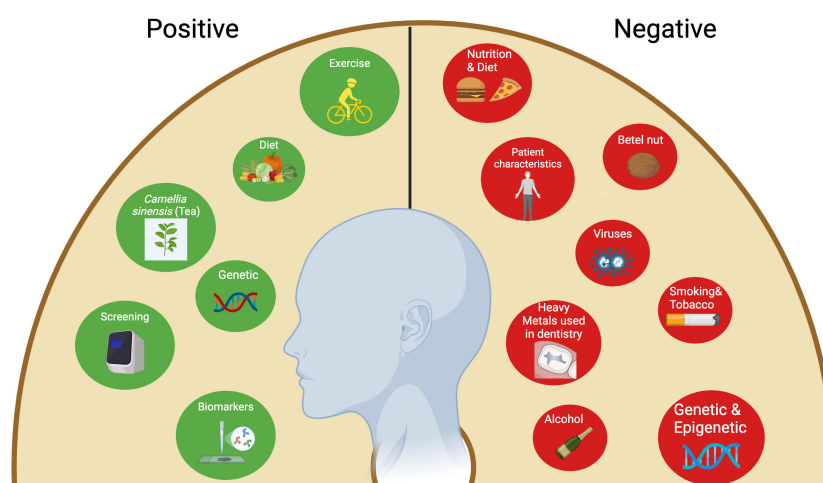 Positive
Negative
Exercise
Diet
Camellia
sinensis (Tea)
Genetic
Screening
Biomarkers
Nutrition
& Diet
Betel nut
Patient
characteristics
Viruses
Smoking&
Tobacco
Heavy
Metals used
in dentistry
Alcohol
Genetic &
Epigenetic